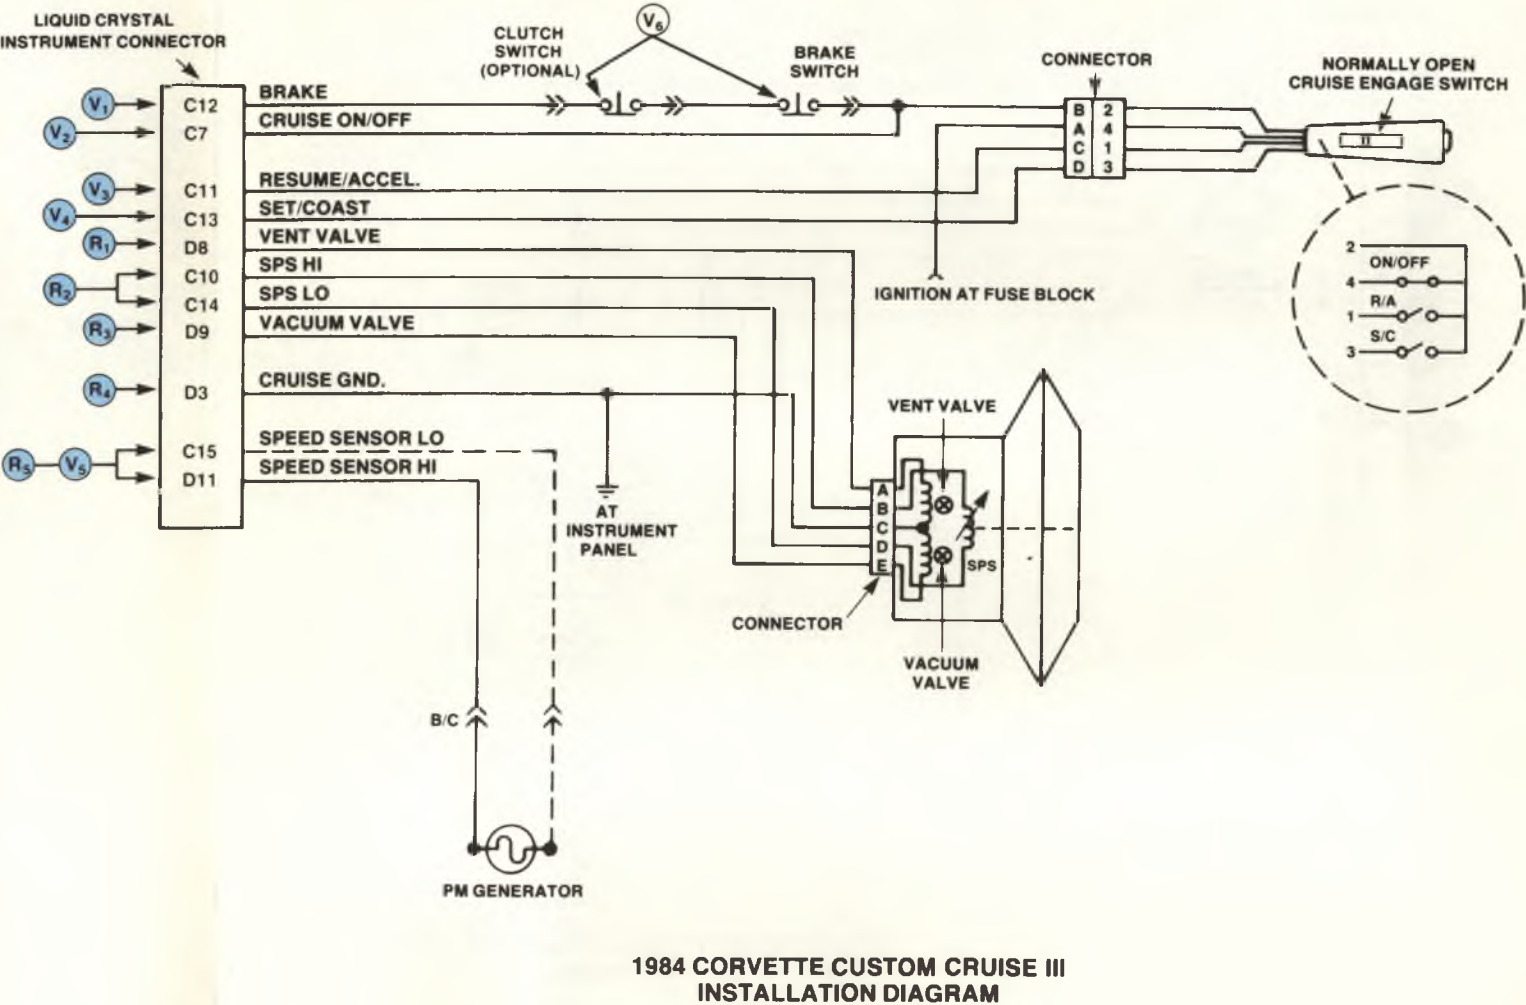 LIQUID CRYSTAL
INSTRUMENT CONNECTOR
V1
C12
BRAKE
V2
C7
CRUISE ON/OFF
CLUTCH
SWITCH
(OPTIONAL)
V6
BRAKE
SWITCH
CONNECTOR
B 2
A 4
C 1
D 3
NORMALLY OPEN
CRUISE ENGAGE SWITCH
V3
C11
RESUME/ACCEL.
V4
C13
SET/COAST
R1
D8
VENT VALVE
R2
C10
SPS HI
C14
SPS LO
R3
D9
VACUUM VALVE
R4
D3
CRUISE GND.
R5
V5
C15
SPEED SENSOR LO
D11
SPEED SENSOR HI
IGNITION AT FUSE BLOCK
2
ON/OFF
4
R/A
1
S/C
3
AT
INSTRUMENT
PANEL
VENT VALVE
A
B
C
D
E
SPS
CONNECTOR
VACUUM
VALVE
B/C
PM GENERATOR
1984 CORVETTE CUSTOM CRUISE III
INSTALLATION DIAGRAM